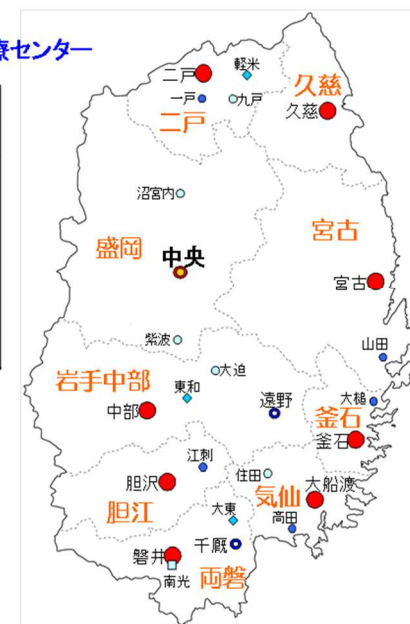 療センター
二戸
軽米
一戸
九戸
二戸
久慈
久慈
沼宮内
盛岡
中央
宮古
宮古
紫波
山田
大迫
岩手中部
東和
中部
遠野
大槌
釜石
釜石
江刺
胆沢
住田
大船渡
気仙
胆江
大東
高田
千厩
磐井
両磐
南光